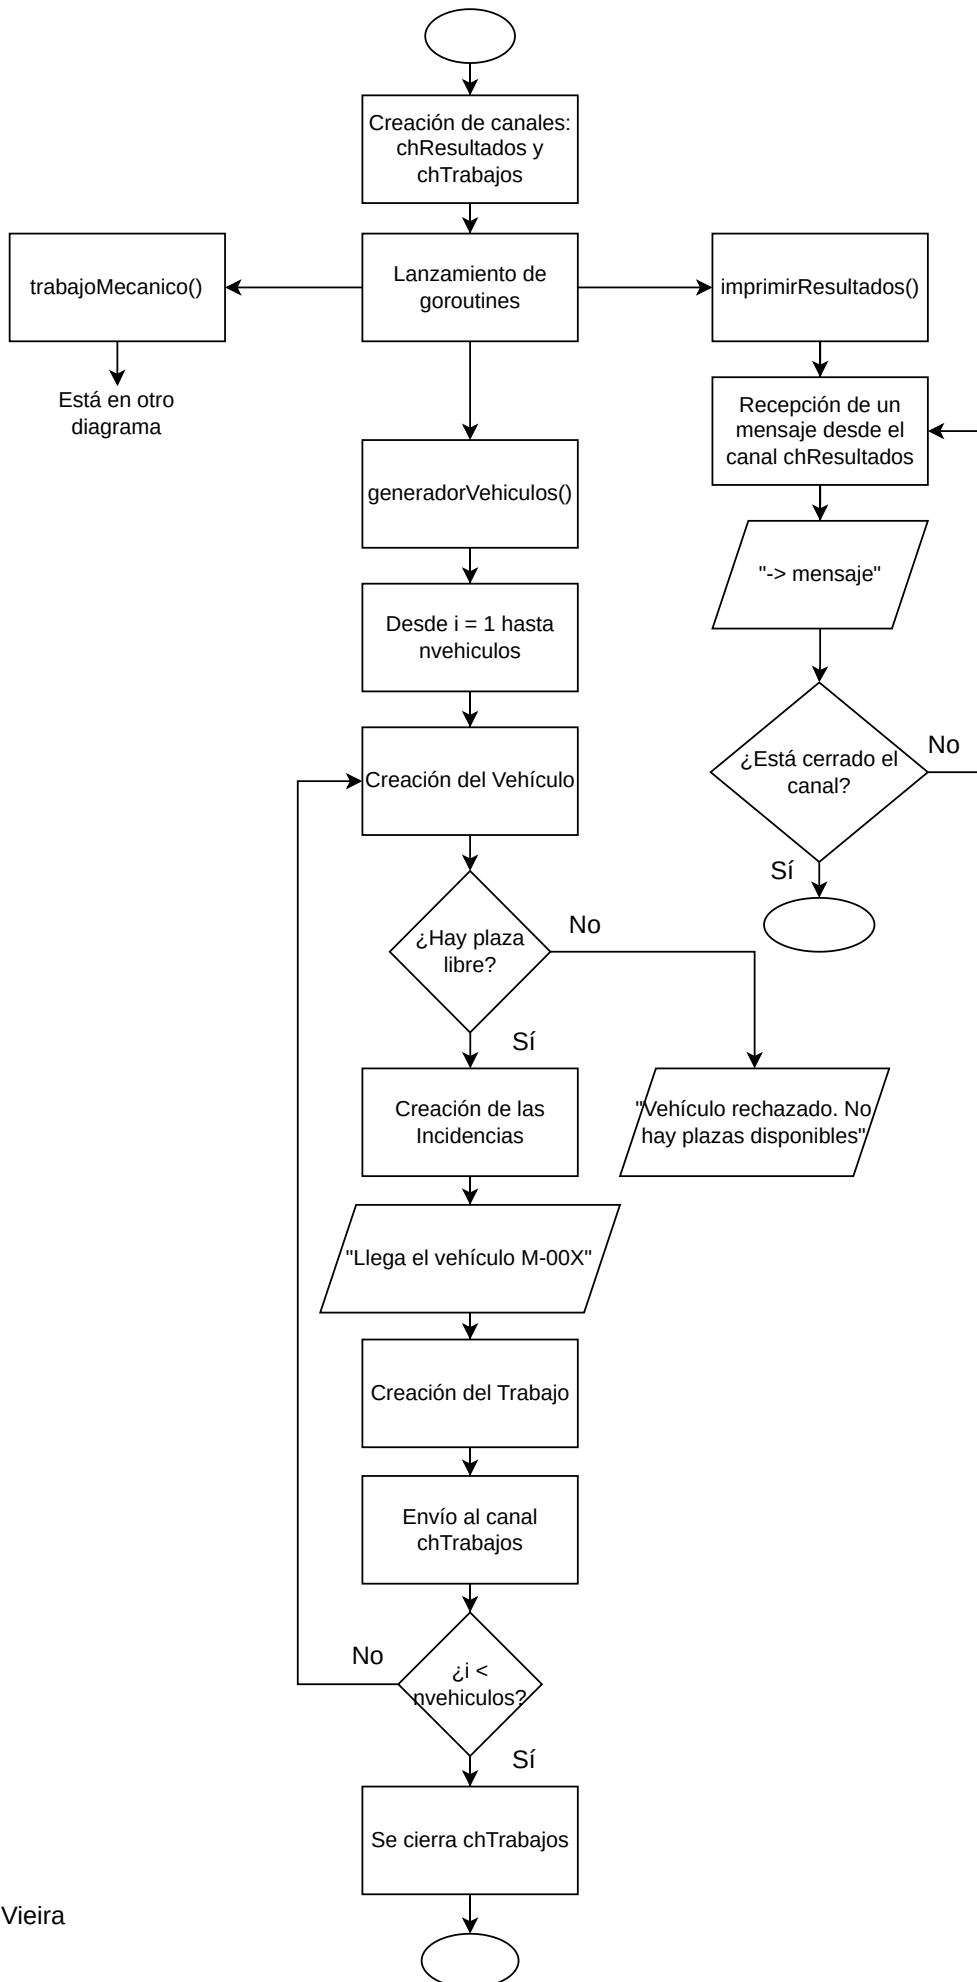 Creación de canales:
chResultados y
chTrabajos
trabajoMecanico()
Lanzamiento de
goroutines
imprimirResultados()
Está en otro
diagrama
Recepción de un
mensaje desde el
canal chResultados
generadorVehiculos()
"-> mensaje"
Desde i = 1 hasta
nvehiculos
¿Está cerrado el
canal?
No
Sí
Creación del Vehículo
¿Hay plaza
libre?
No
Sí
Creación de las
Incidencias
"Vehículo rechazado. No
hay plazas disponibles"
"Llega el vehículo M-00X"
Creación del Trabajo
Envío al canal
chTrabajos
¿i <
nvehiculos?
No
Sí
Se cierra chTrabajos
Vieira